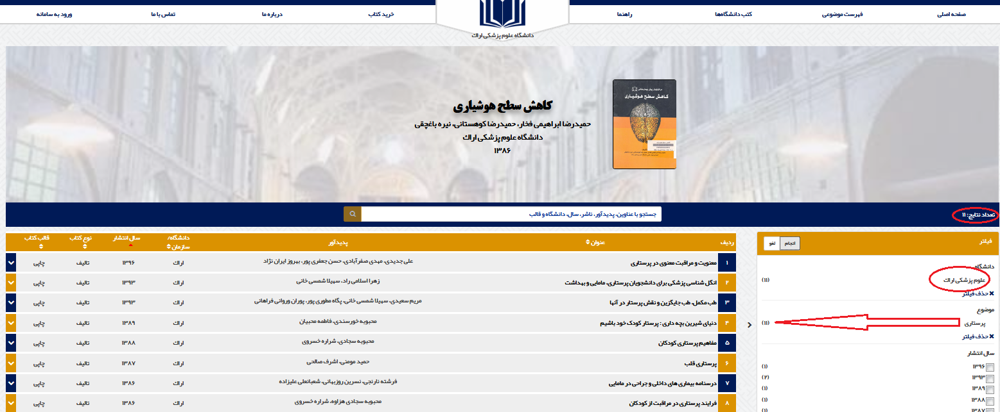 صفحه اصلی
فهرست موضوعی
کتب دانشگاه‌ها
راهنما
خرید کتاب
درباره ما
تماس با ما
ورود به سامانه
دانشگاه علوم پزشکی اراک
کاهش سطح هوشیاری
کاهش سطح هوشیاری
حمیدرضا ابراهیمی فخار، حمیدرضا کوهستانی، نیره باغچقی
دانشگاه علوم پزشکی اراک
۱۳۸۶
تعداد نتایج: ۱۱
جستجو با عناوین، پدیدآور، ناشر، سال، دانشگاه و قالب
فیلتر
انجام
لغو
دانشگاه
علوم پزشکی اراک (۱۱)
✖ حذف فیلتر
موضوع
پرستاری (۱۱)
✖ حذف فیلتر
سال انتشار
۱۳۹۶ (۱)
۱۳۹۳ (۲)
۱۳۸۹ (۱)
۱۳۸۸ (۱)
۱۳۸۷ (۱)
ردیف عنوان پدیدآور دانشگاه/سازمان سال انتشار نوع کتاب قالب کتاب
۱ معنویت و مراقبت معنوی در پرستاری علی جدیدی، مهدی صفرآبادی، حسن جعفری پور، بهروز ایران نژاد اراک ۱۳۹۶ تالیف چاپی
۲ انگل شناسی پزشکی برای دانشجویان پرستاری، مامایی و بهداشت زهرا اسلامی راد، سهیلا شمسی خانی اراک ۱۳۹۳ تالیف چاپی
۳ طب مکمل، طب جایگزین و نقش پرستار در آنها مریم سعیدی، سهیلا شمسی خانی، پگاه مطوری پور، پوران وروانی فراهانی اراک ۱۳۹۳ تالیف چاپی
۴ دنیای شیرین بچه داری : پرستار کودک خود باشیم محبوبه خورسندی، فاطمه محبیان اراک ۱۳۸۹ تالیف چاپی
۵ مفاهیم پرستاری کودکان محبوبه سجادی، شراره خسروی اراک ۱۳۸۸ تالیف چاپی
۶ پرستاری قلب حمید مومنی، اشرف صالحی اراک ۱۳۸۷ تالیف چاپی
۷ درسنامه بیماری های داخلی و جراحی در مامایی فرشته نارنجی، نسرین روزبهانی، شعبانعلی علیزاده اراک ۱۳۸۶ تالیف چاپی
۸ فرایند پرستاری در مراقبت از کودکان محبوبه سجادی هزاوه، شراره خسروی اراک ۱۳۸۶ تالیف چاپی